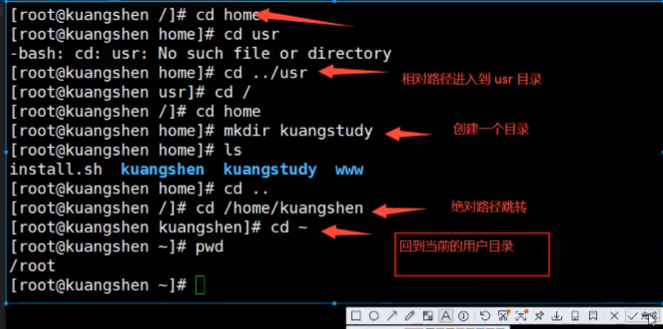 [root@kuangshen /]# cd home
[root@kuangshen home]# cd usr
-bash: cd: usr: No such file or directory
[root@kuangshen home]# cd ../usr 相对路径进入到 usr 目录
[root@kuangshen usr]# cd /
[root@kuangshen /]# cd home
[root@kuangshen home]# mkdir kuangstudy 创建一个目录
[root@kuangshen home]# ls
install.sh kuangshen kuangstudy www
[root@kuangshen home]# cd ..
[root@kuangshen /]# cd /home/kuangshen 绝对路径跳转
[root@kuangshen kuangshen]# cd ~
[root@kuangshen ~]# pwd 回到当前的用户目录
/root
[root@kuangshen ~]#